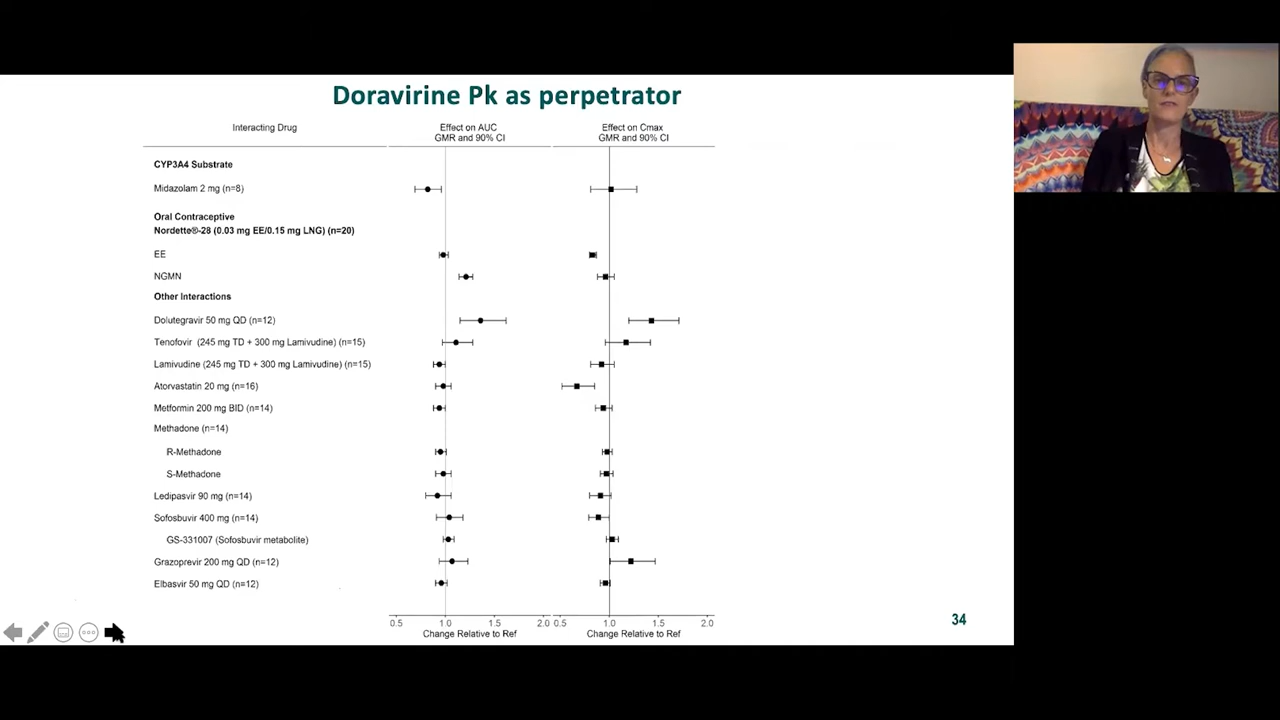 Doravirine Pk as perpetrator
Interacting Drug
Effect on AUC
GMR and 90% CI
Effect on Cmax
GMR and 90% CI
CYP3A4 Substrate
Midazolam 2 mg (n=8)
Oral Contraceptive
Nordette®-28 (0.03 mg EE/0.15 mg LNG) (n=20)
EE
NGMN
Other Interactions
Dolutegravir 50 mg QD (n=12)
Tenofovir (245 mg TD + 300 mg Lamivudine) (n=15)
Lamivudine (245 mg TD + 300 mg Lamivudine) (n=15)
Atorvastatin 20 mg (n=16)
Metformin 200 mg BID (n=14)
Methadone (n=14)
R-Methadone
S-Methadone
Ledipasvir 90 mg (n=14)
Sofosbuvir 400 mg (n=14)
GS-331007 (Sofosbuvir metabolite)
Grazoprevir 200 mg QD (n=12)
Elbasvir 50 mg QD (n=12)
0.5 1.0 1.5 2.0 0.5 1.0 1.5 2.0
Change Relative to Ref Change Relative to Ref
34